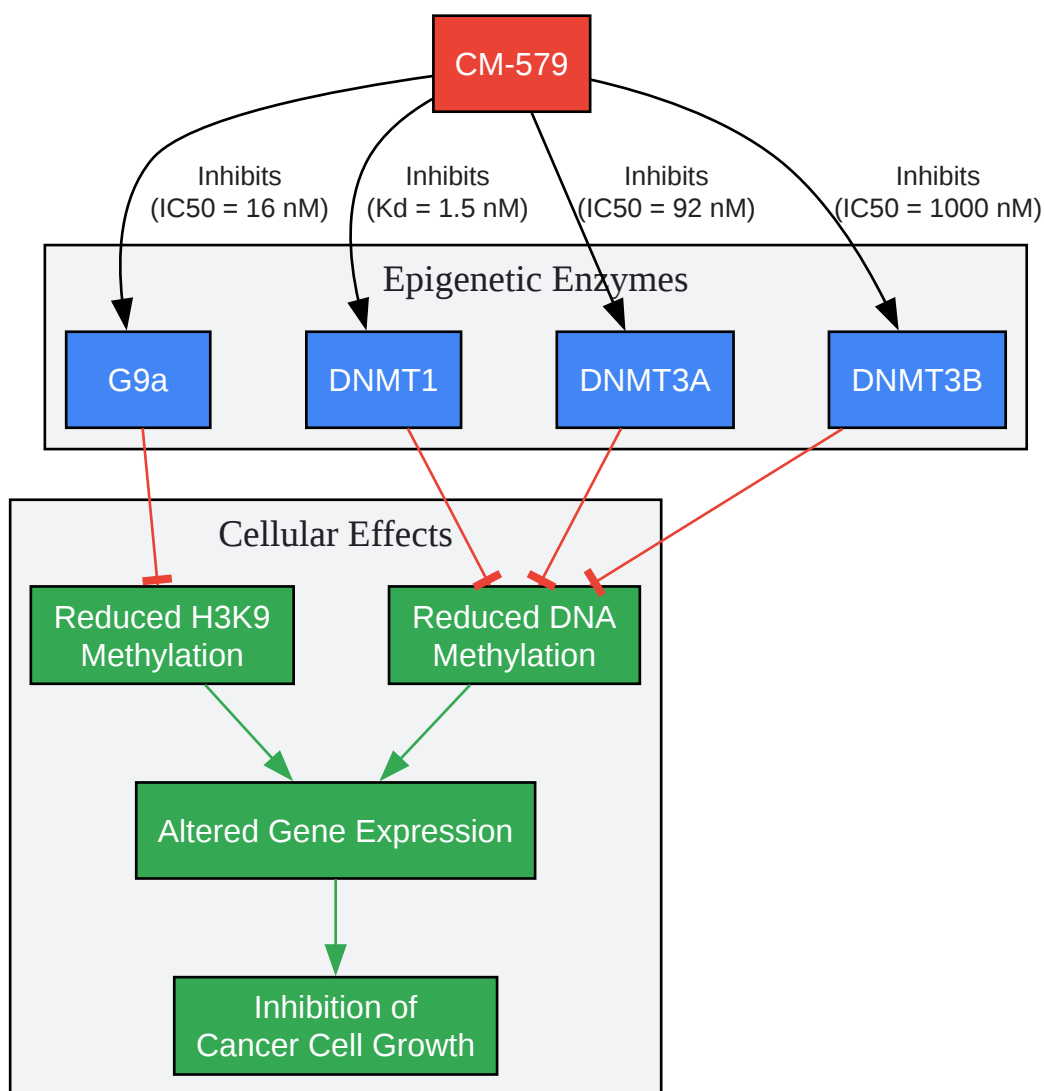 CM-579
Inhibits
(IC50 = 16 nM)
Inhibits
(Kd = 1.5 nM)
Inhibits
(IC50 = 92 nM)
Inhibits
(IC50 = 1000 nM)
Epigenetic Enzymes
G9a
DNMT1
DNMT3A
DNMT3B
Cellular Effects
Reduced H3K9
Methylation
Reduced DNA
Methylation
Altered Gene Expression
Inhibition of
Cancer Cell Growth